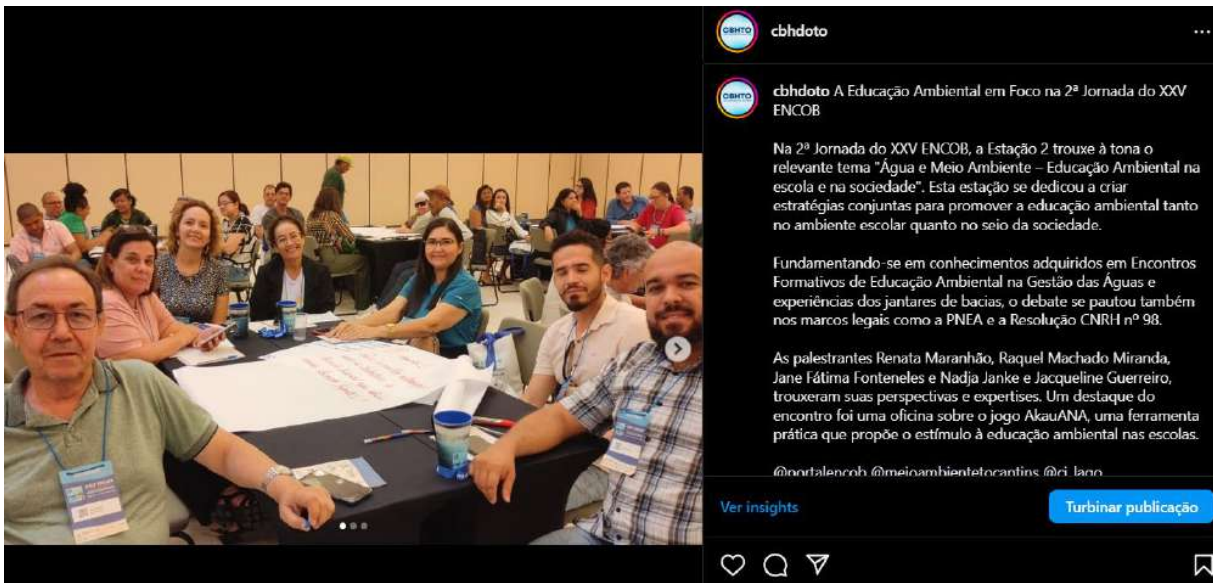 CBHTO
cbhdoto
...
CBHTO
cbhdoto A Educação Ambiental em Foco na 2ª Jornada do XXV
ENCOB
Na 2ª Jornada do XXV ENCOB, a Estação 2 trouxe à tona o
relevante tema "Água e Meio Ambiente – Educação Ambiental na
escola e na sociedade". Esta estação se dedicou a criar
estratégias conjuntas para promover a educação ambiental tanto
no ambiente escolar quanto no seio da sociedade.
Fundamentando-se em conhecimentos adquiridos em Encontros
Formativos de Educação Ambiental na Gestão das Águas e
experiências dos jantares de bacias, o debate se pautou também
nos marcos legais como a PNEA e a Resolução CNRH nº 98.
As palestrantes Renata Maranhão, Raquel Machado Miranda,
Jane Fátima Fonteneles e Nadja Janke e Jacqueline Guerreiro,
trouxeram suas perspectivas e expertises. Um destaque do
encontro foi uma oficina sobre o jogo AkauANA, uma ferramenta
prática que propõe o estímulo à educação ambiental nas escolas.
@portalencob @meioambientetocantins @ci_lago
Ver insights
Turbinar publicação